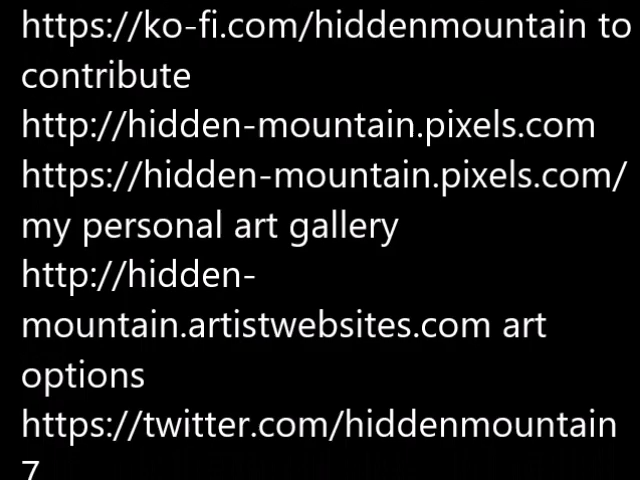 https://ko-fi.com/hiddenmountain to
contribute
http://hidden-mountain.pixels.com
https://hidden-mountain.pixels.com/
my personal art gallery
http://hidden-
mountain.artistwebsites.com art
options
https://twitter.com/hiddenmountain
7